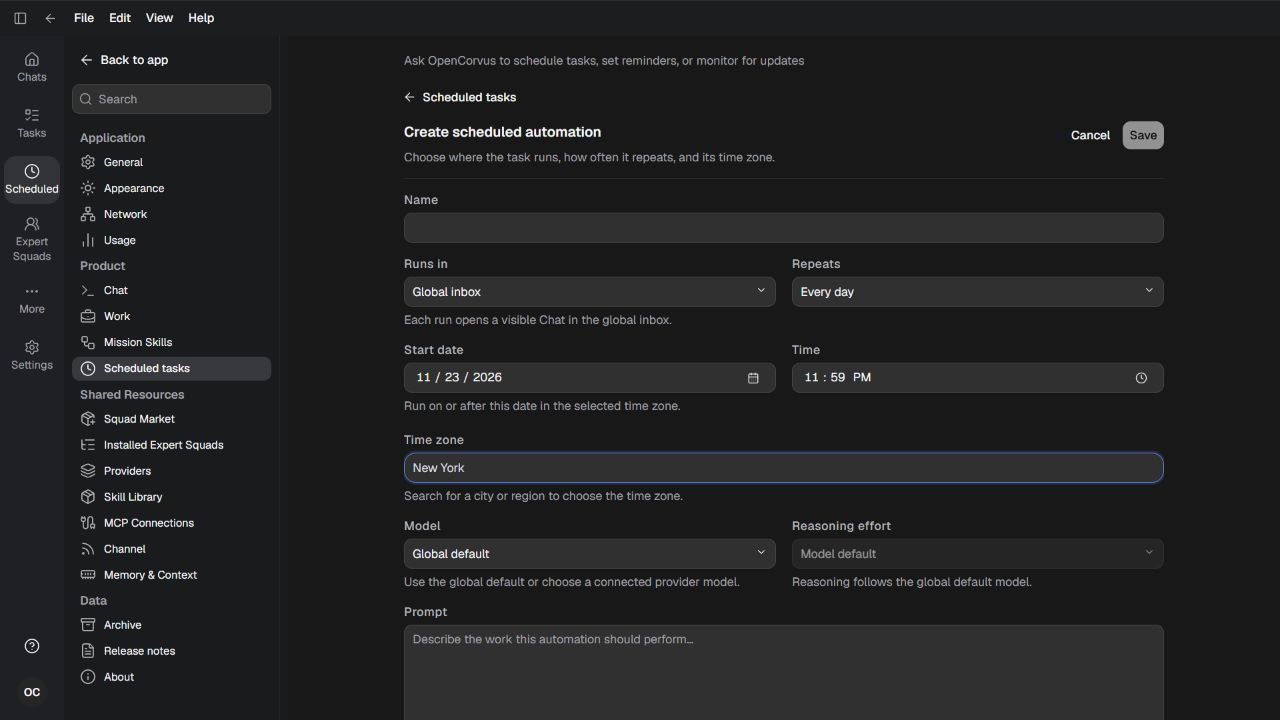 File Edit View Help
Chats
Tasks
Scheduled
Expert
Squads
More
Settings
OC
Back to app
Search
Application
General
Appearance
Network
Usage
Product
Chat
Work
Mission Skills
Scheduled tasks
Shared Resources
Squad Market
Installed Expert Squads
Providers
Skill Library
MCP Connections
Channel
Memory & Context
Data
Archive
Release notes
About
Ask OpenCorvus to schedule tasks, set reminders, or monitor for updates
Scheduled tasks
Create scheduled automation
Cancel Save
Choose where the task runs, how often it repeats, and its time zone.
Name
Runs in Repeats
Global inbox Every day
Each run opens a visible Chat in the global inbox.
Start date Time
11 / 23 / 2026 11 : 59 PM
Run on or after this date in the selected time zone.
Time zone
New York
Search for a city or region to choose the time zone.
Model Reasoning effort
Global default Model default
Use the global default or choose a connected provider model. Reasoning follows the global default model.
Prompt
Describe the work this automation should perform…